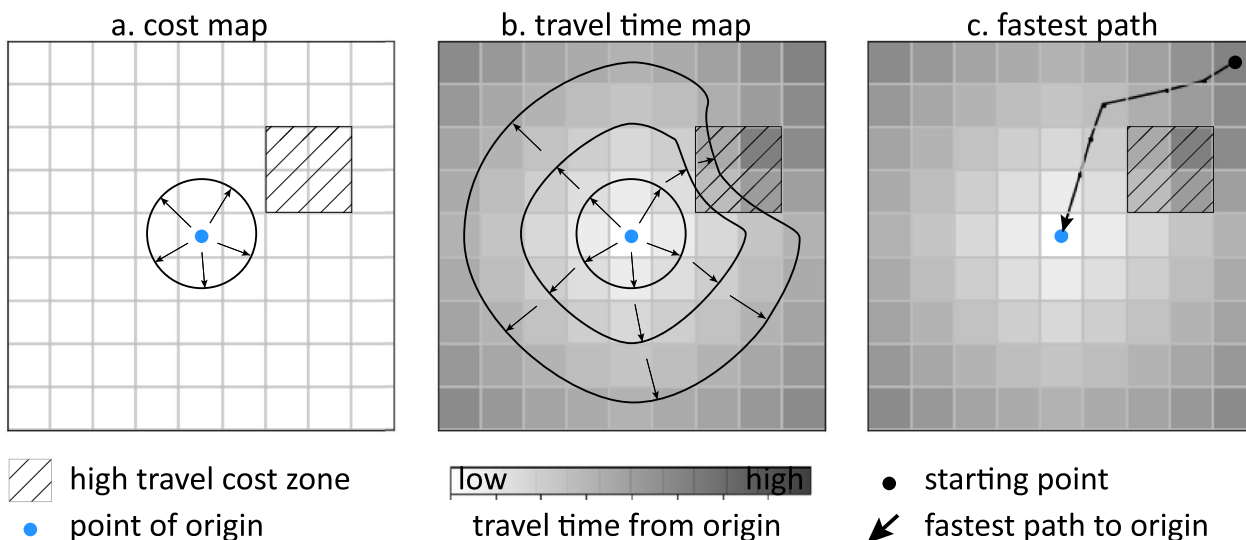 a. cost map
b. travel time map
c. fastest path
high travel cost zone
point of origin
low
high
travel time from origin
starting point
fastest path to origin